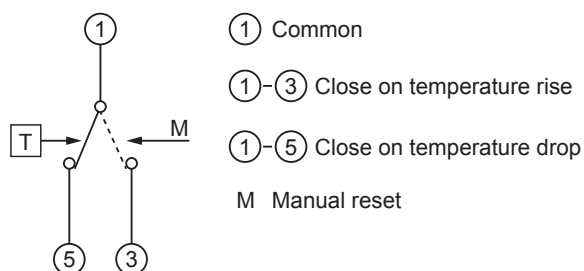 ① ① Common
①-③ Close on temperature rise
T M
①-⑤ Close on temperature drop
M Manual reset
⑤ ③